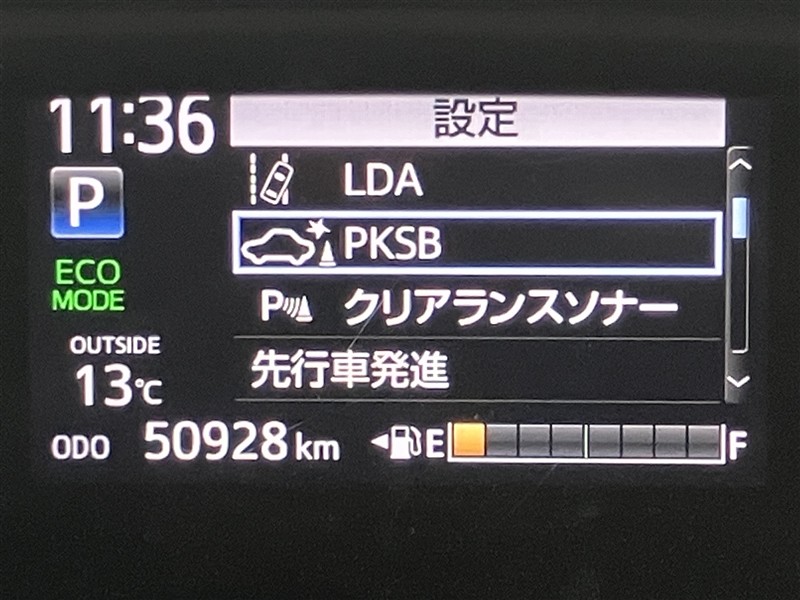 11:36
設定
P
LDA
PKSB
ECO
MODE
P クリアランスソナー
OUTSIDE
13℃
先行車発進
ODO 50928 km
E F